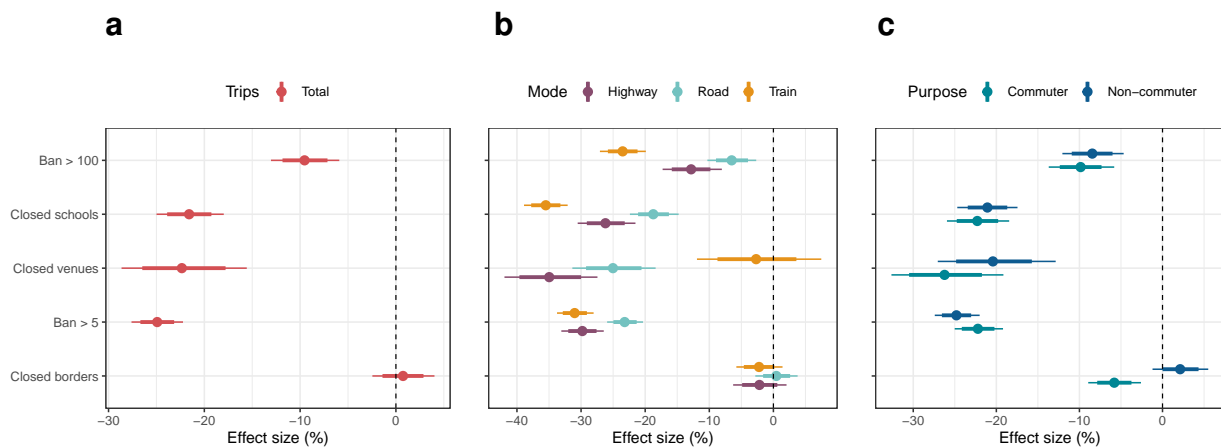 a b c
Trips Total
Mode Highway Road Train
Purpose Commuter Non−commuter
Ban > 100
Closed schools
Closed venues
Ban > 5
Closed borders
−30 −20 −10 0
−40 −30 −20 −10 0
−30 −20 −10 0
Effect size (%) Effect size (%) Effect size (%)